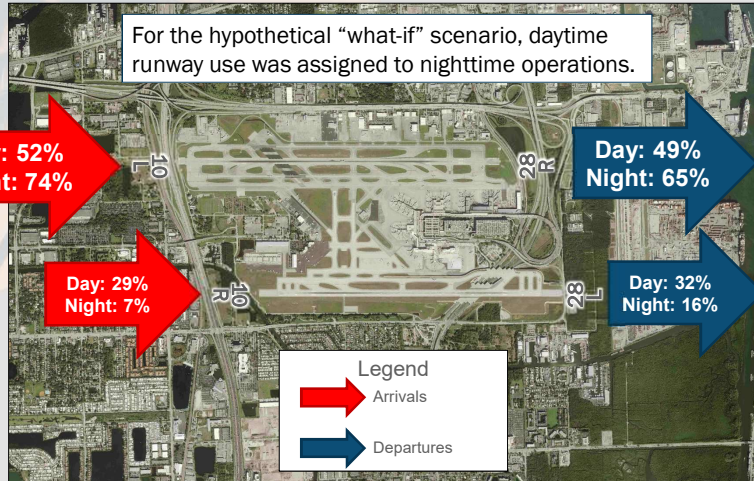 For the hypothetical “what-if” scenario, daytime
runway use was assigned to nighttime operations.
: 52%
ht: 74%
10
L
28
R
Day: 49%
Night: 65%
Day: 29%
Night: 7%
10
R
28
L
Day: 32%
Night: 16%
Legend
Arrivals
Departures